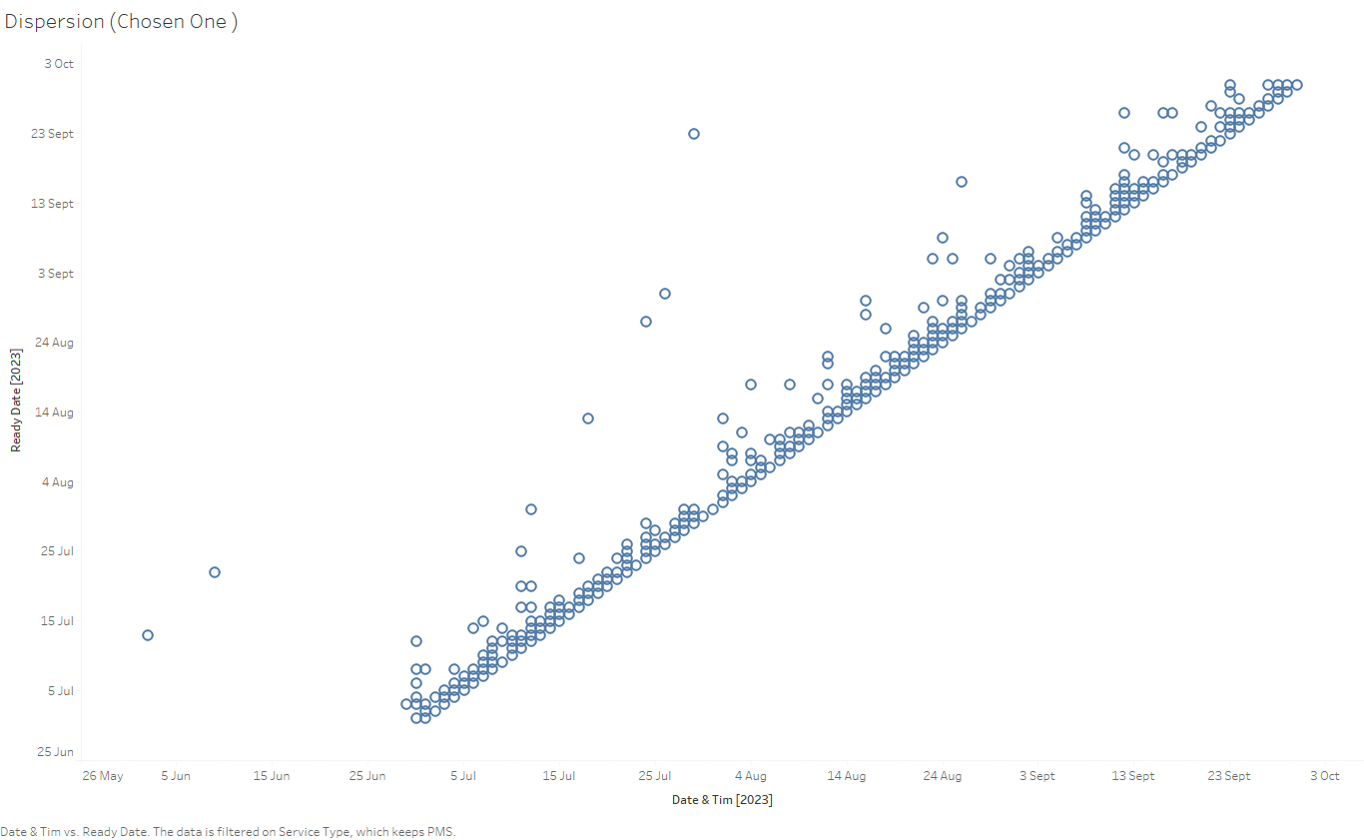 Dispersion (Chosen One )
3 Oct
23 Sept
13 Sept
3 Sept
24 Aug
14 Aug
4 Aug
25 Jul
15 Jul
5 Jul
25 Jun
Ready Date [2023]
26 May 5 Jun 15 Jun 25 Jun 5 Jul 15 Jul 25 Jul 4 Aug 14 Aug 24 Aug 3 Sept 13 Sept 23 Sept 3 Oct
Date & Tim [2023]
Date & Tim vs. Ready Date. The data is filtered on Service Type, which keeps PMS.